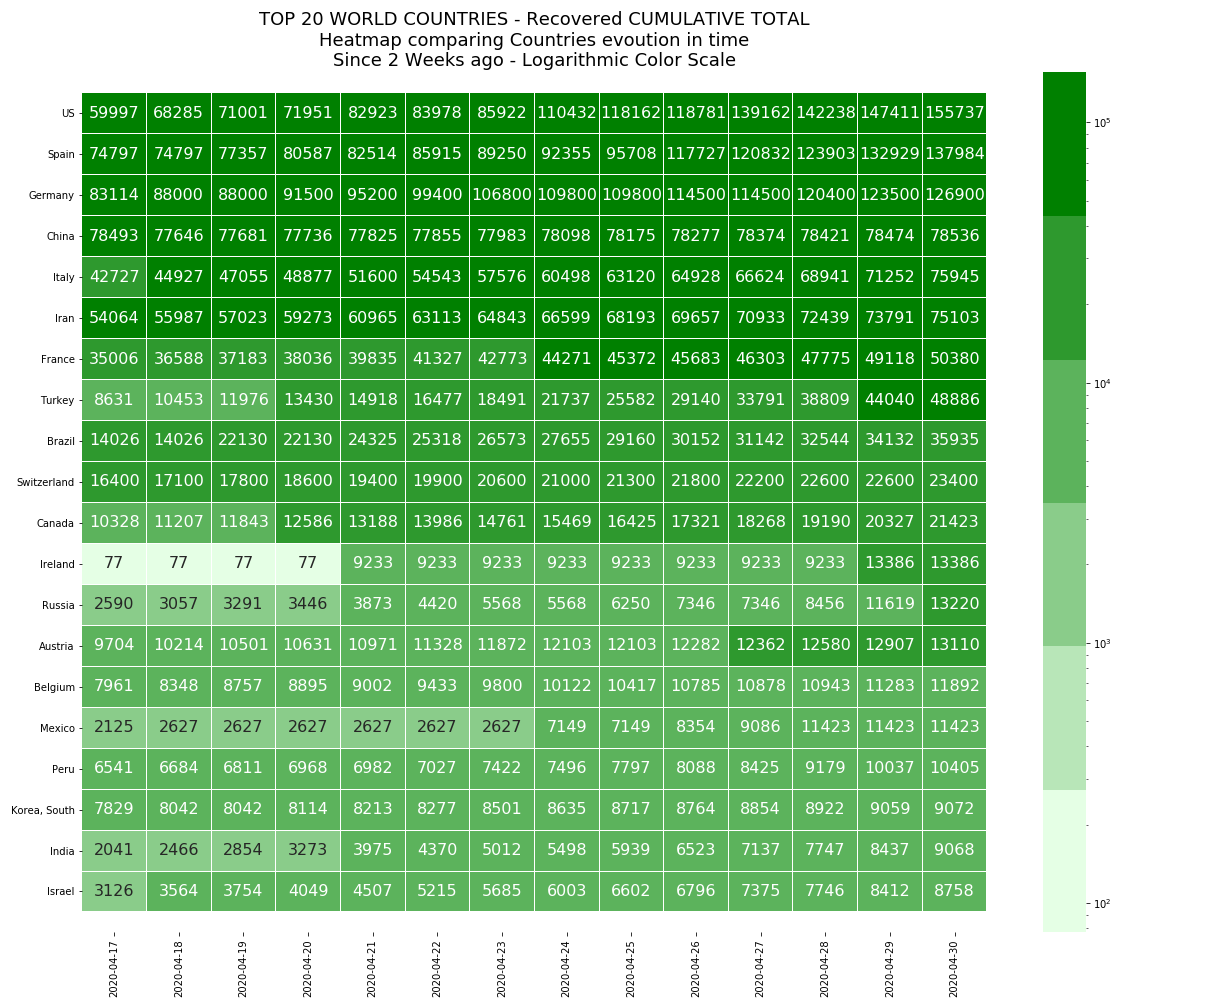 TOP 20 WORLD COUNTRIES - Recovered CUMULATIVE TOTAL
Heatmap comparing Countries evoution in time
Since 2 Weeks ago - Logarithmic Color Scale
US 59997 68285 71001 71951 82923 83978 85922 110432 118162 118781 139162 142238 147411 155737
Spain 74797 74797 77357 80587 82514 85915 89250 92355 95708 117727 120832 123903 132929 137984
Germany 83114 88000 88000 91500 95200 99400 106800 109800 109800 114500 114500 120400 123500 126900
China 78493 77646 77681 77736 77825 77855 77983 78098 78175 78277 78374 78421 78474 78536
Italy 42727 44927 47055 48877 51600 54543 57576 60498 63120 64928 66624 68941 71252 75945
Iran 54064 55987 57023 59273 60965 63113 64843 66599 68193 69657 70933 72439 73791 75103
France 35006 36588 37183 38036 39835 41327 42773 44271 45372 45683 46303 47775 49118 50380
Turkey 8631 10453 11976 13430 14918 16477 18491 21737 25582 29140 33791 38809 44040 48886
Brazil 14026 14026 22130 22130 24325 25318 26573 27655 29160 30152 31142 32544 34132 35935
Switzerland 16400 17100 17800 18600 19400 19900 20600 21000 21300 21800 22200 22600 22600 23400
Canada 10328 11207 11843 12586 13188 13986 14761 15469 16425 17321 18268 19190 20327 21423
Ireland 77 77 77 77 9233 9233 9233 9233 9233 9233 9233 9233 13386 13386
Russia 2590 3057 3291 3446 3873 4420 5568 5568 6250 7346 7346 8456 11619 13220
Austria 9704 10214 10501 10631 10971 11328 11872 12103 12103 12282 12362 12580 12907 13110
Belgium 7961 8348 8757 8895 9002 9433 9800 10122 10417 10785 10878 10943 11283 11892
Mexico 2125 2627 2627 2627 2627 2627 2627 7149 7149 8354 9086 11423 11423 11423
Peru 6541 6684 6811 6968 6982 7027 7422 7496 7797 8088 8425 9179 10037 10405
Korea, South 7829 8042 8042 8114 8213 8277 8501 8635 8717 8764 8854 8922 9059 9072
India 2041 2466 2854 3273 3975 4370 5012 5498 5939 6523 7137 7747 8437 9068
Israel 3126 3564 3754 4049 4507 5215 5685 6003 6602 6796 7375 7746 8412 8758
2020-04-17 2020-04-18 2020-04-19 2020-04-20 2020-04-21 2020-04-22 2020-04-23 2020-04-24 2020-04-25 2020-04-26 2020-04-27 2020-04-28 2020-04-29 2020-04-30
10⁵
10⁴
10³
10²